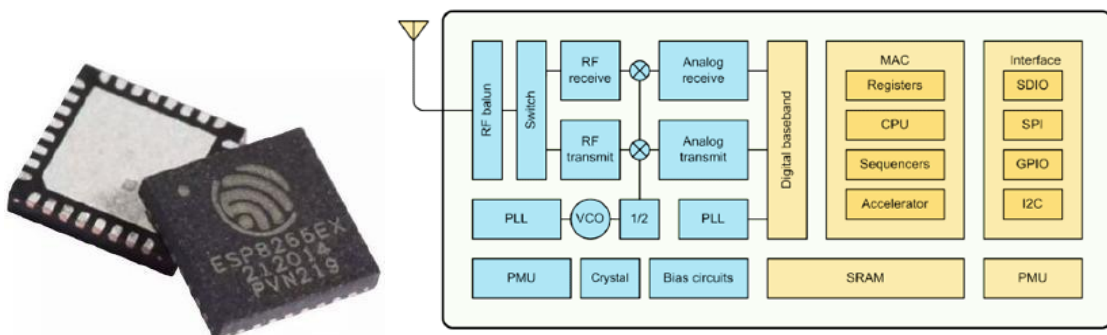 ESP8266EX
212014
PVN219
RF balun
Switch
RF
receive
RF
transmit
Analog
receive
Analog
transmit
PLL
VCO
1/2
PLL
PMU
Crystal
Bias circuits
Digital baseband
MAC
Registers
CPU
Sequencers
Accelerator
SRAM
Interface
SDIO
SPI
GPIO
I2C
PMU